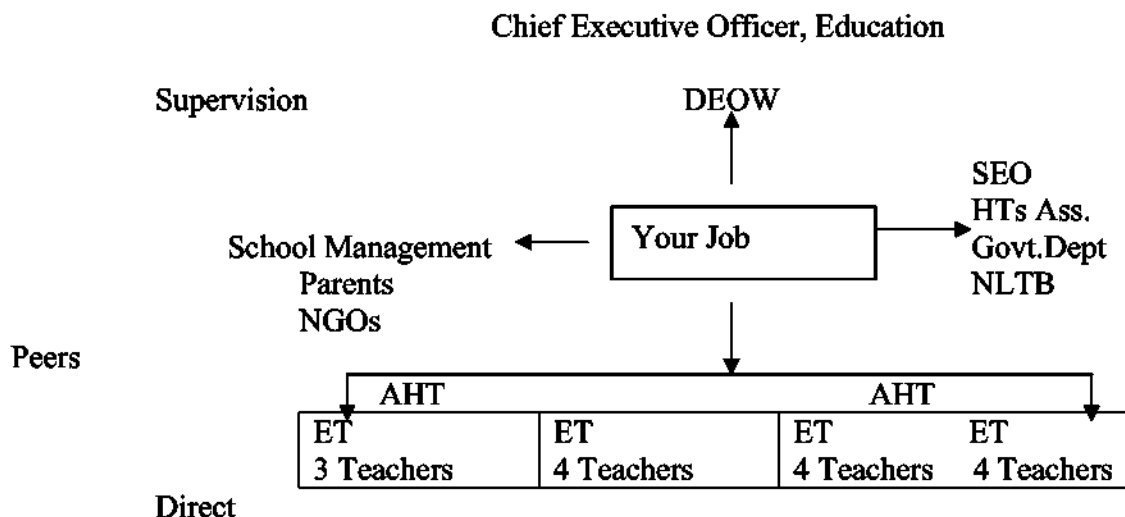 Chief Executive Officer, Education
Supervision DEOW
SEO
HTs Ass.
Govt.Dept
NLTB
Your Job
School Management
Parents
NGOs
Peers
AHT AHT
ET ET ET ET
3 Teachers 4 Teachers 4 Teachers 4 Teachers
Direct